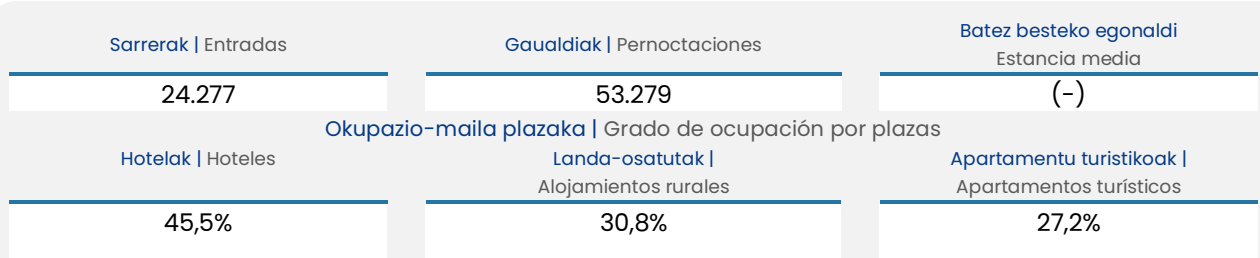 Sarrerak | Entradas
Gaualdiak | Pernoctaciones
Batez besteko egonaldi
Estancia media
24.277
53.279
(-)
Okupazio-maila plazaka | Grado de ocupación por plazas
Hotelak | Hoteles
Landa-osatutak |
Alojamientos rurales
Apartamentu turistikoak |
Apartamentos turísticos
45,5%
30,8%
27,2%